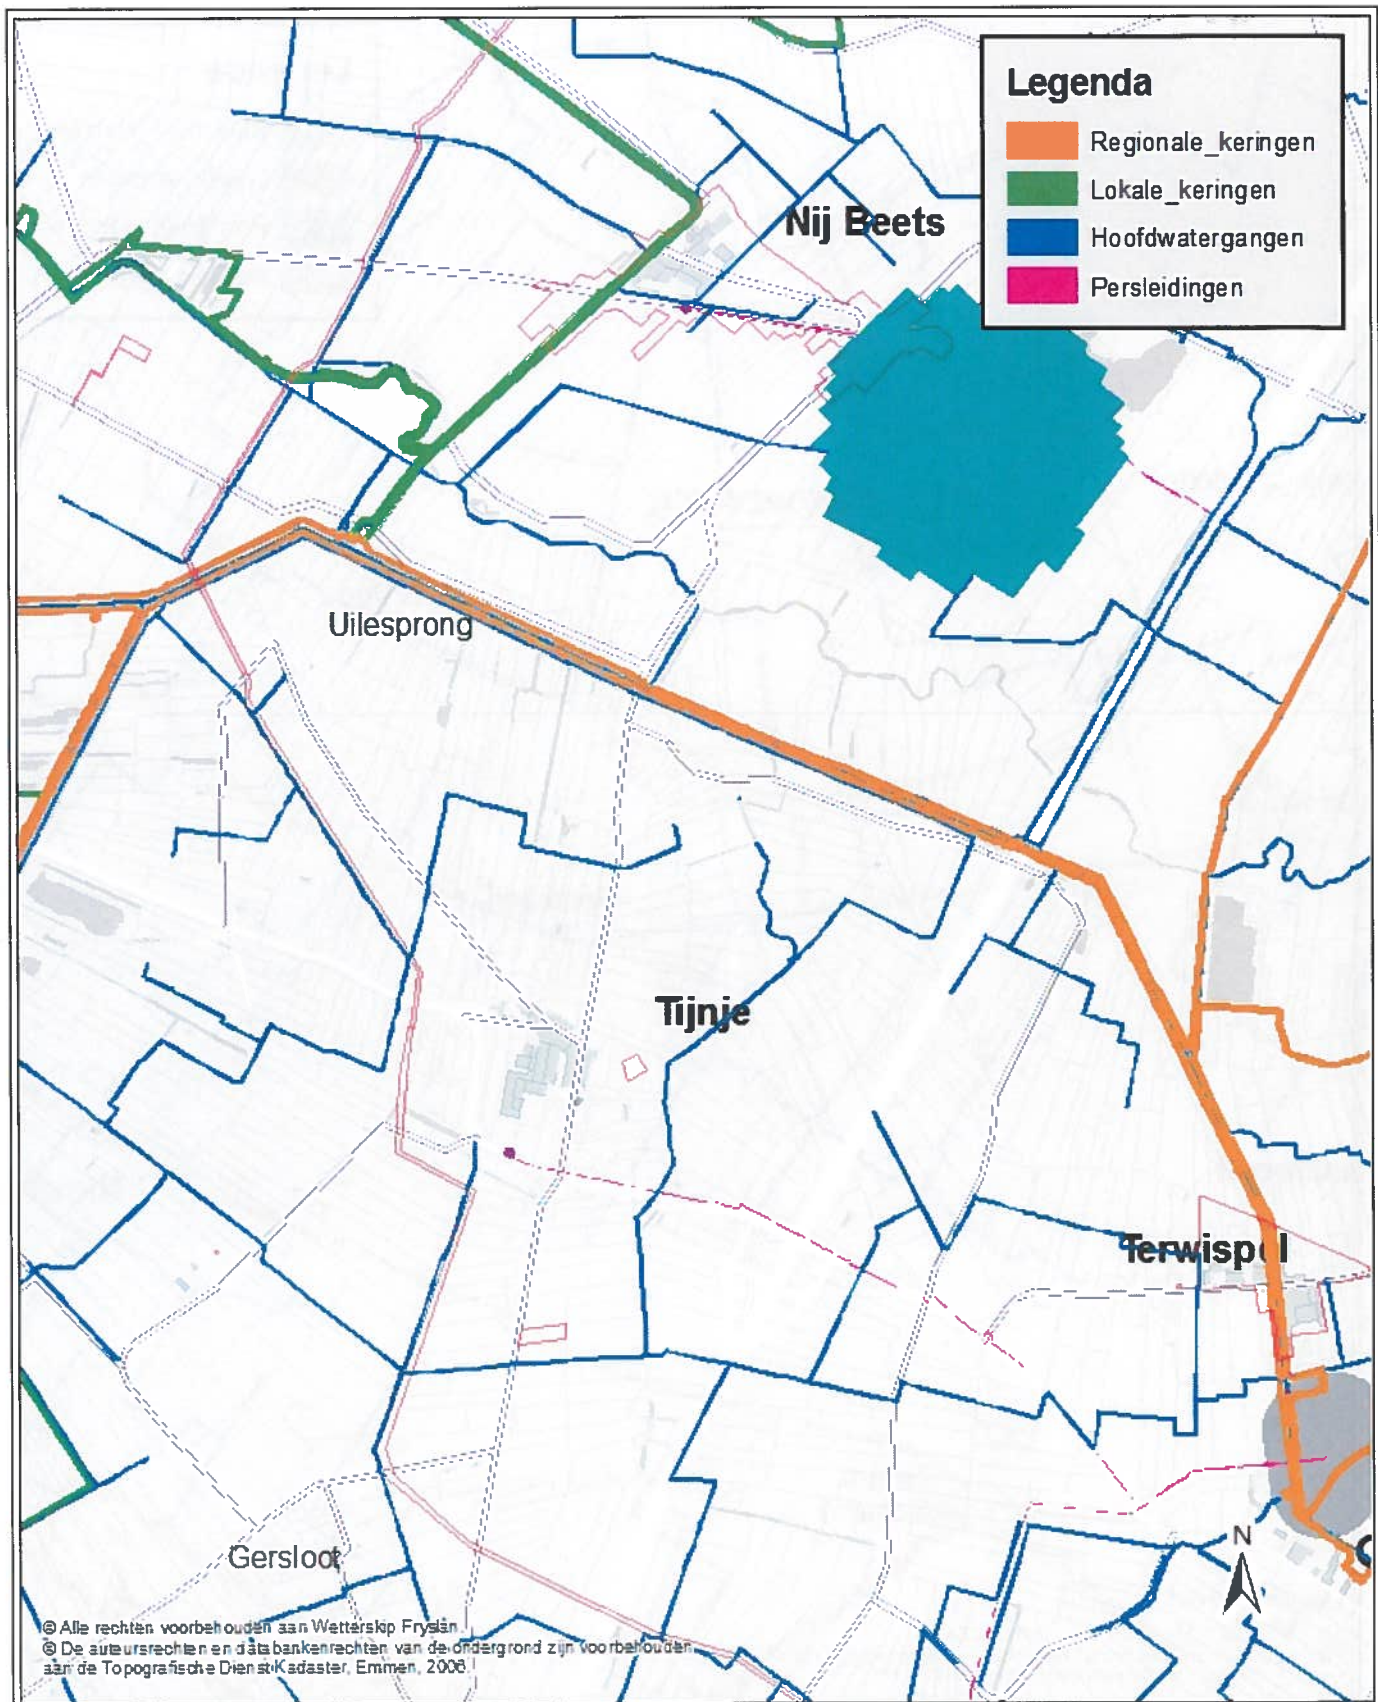 Legenda
Regionale_keringen
Lokale_keringen
Hoofdwatergangen
Persleidingen
Nij Beets
Uilesprong
Tijnje
Terwispel
N
Gersloot
© Alle rechten voorbehouden aan Wetterskip Fryslân.
© De auteursrechten en databankenrechten van de ondergrond zijn voorbehouden
aan de Topografische Dienst Kadaster, Emmen, 2006.